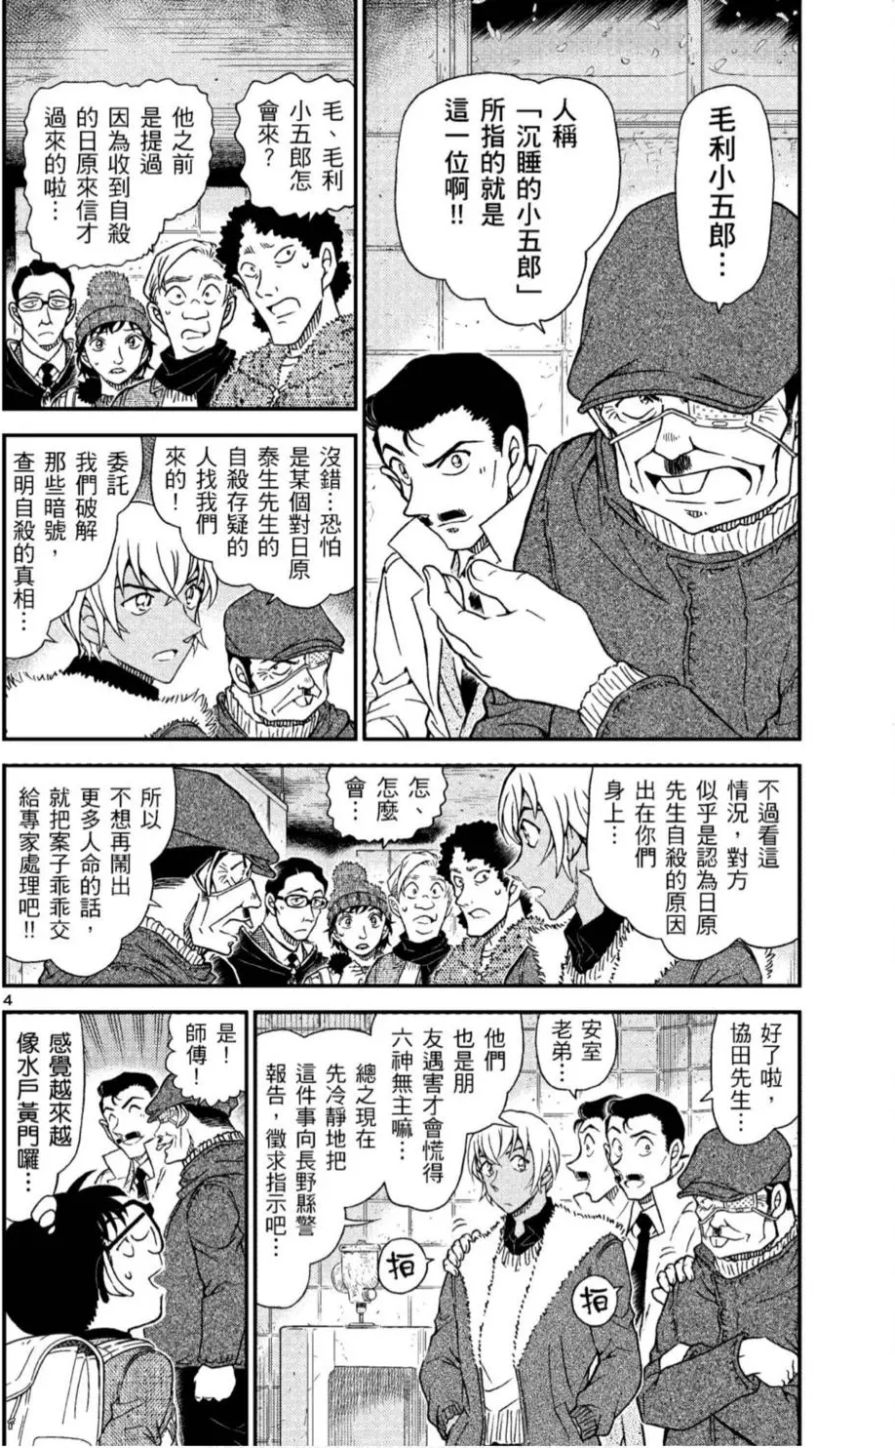 毛利小五郎…
人稱
「沉睡的小五郎」
所指的就是
這一位啊!!
毛、毛利
小五郎怎
會來?
他之前
是提過
因為收到自殺
的日原來信才
過來的啦…
沒錯…恐怕
是某個對日原
泰生先生的
自殺存疑的
人找我們
來的!
委託
我們破解
那些暗號,
查明自殺的真相…
不過看這
情況,對方
似乎是認為日原
先生自殺的原因
出在你們
身上…
怎、
怎麼
會…
所以
不想再鬧出
更多人命的話,
就把案子乖乖交
給專家處理吧!!
4
好了啦,
協田先生…
安室
老弟…
他們
也是朋
友遇害才會慌得
六神無主嘛…
總之現在
先冷靜地把
這件事向長野縣警
報告,徵求指示吧…
拍
拍
是!
師傅!
感覺越來越
像水戶黃門囉…